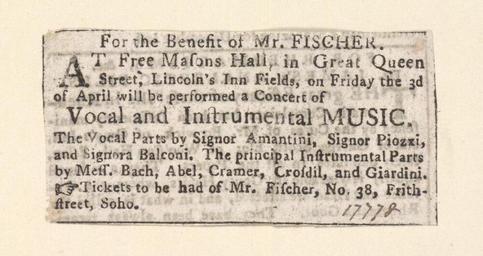 For the Benefit of Mr. FISCHER.
AT Free Maſons Hall, in Great Queen
Street, Lincoln's Inn Fields, on Friday the 3d
of April will be performed a Concert of
Vocal and Inſtrumental MUSIC.
The Vocal Parts by Signor Amantini, Signor Piozzi,
and Signora Balconi. The principal Inſtrumental Parts
by Meſſ. Bach, Abel, Cramer, Croſdil, and Giardini.
☞ Tickets to be had of Mr. Fiſcher, No. 38, Frith-
ſtreet, Soho.
17778